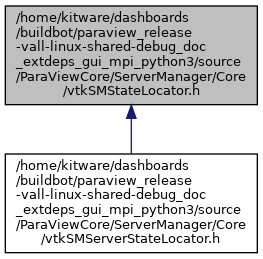 /home/kitware/dashboards
/buildbot/paraview_release
-vall-linux-shared-debug_doc
_extdeps_gui_mpi_python3/source
/ParaViewCore/ServerManager/Core
/vtkSMStateLocator.h
/home/kitware/dashboards
/buildbot/paraview_release
-vall-linux-shared-debug_doc
_extdeps_gui_mpi_python3/source
/ParaViewCore/ServerManager/Core
/vtkSMServerStateLocator.h